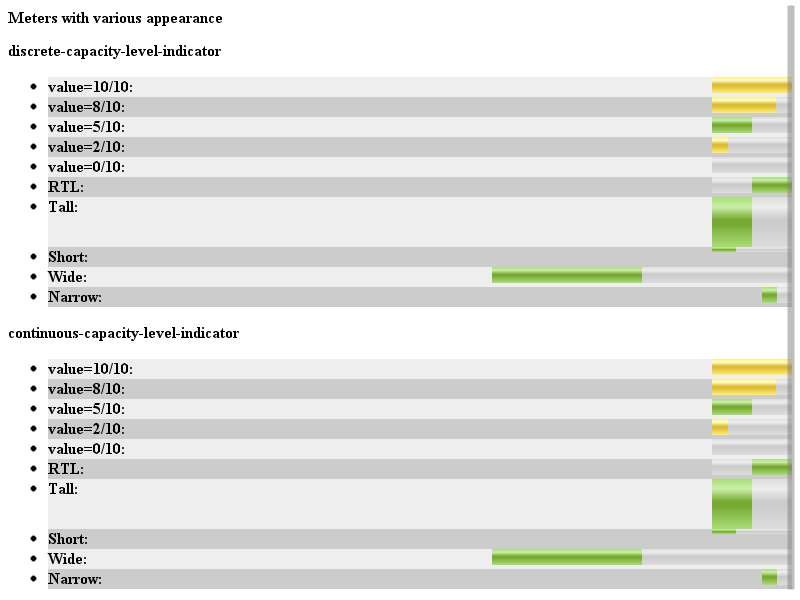 Meters with various appearance
discrete-capacity-level-indicator
value=10/10:
value=8/10:
value=5/10:
value=2/10:
value=0/10:
RTL:
Tall:
Short:
Wide:
Narrow:
continuous-capacity-level-indicator
value=10/10:
value=8/10:
value=5/10:
value=2/10:
value=0/10:
RTL:
Tall:
Short:
Wide:
Narrow: